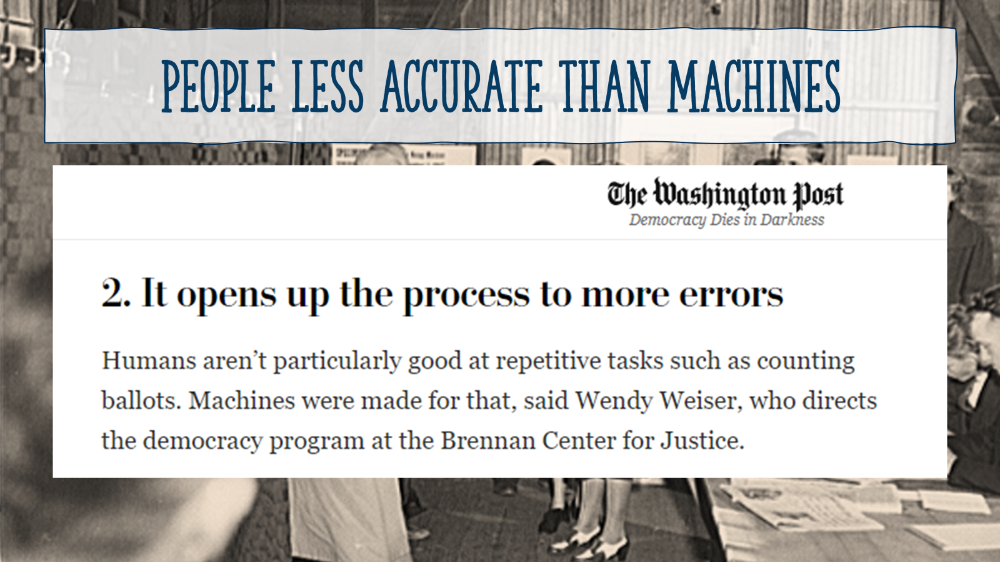 PEOPLE LESS ACCURATE THAN MACHINES
The Washington Post
Democracy Dies in Darkness
2. It opens up the process to more errors
Humans aren’t particularly good at repetitive tasks such as counting
ballots. Machines were made for that, said Wendy Weiser, who directs
the democracy program at the Brennan Center for Justice.